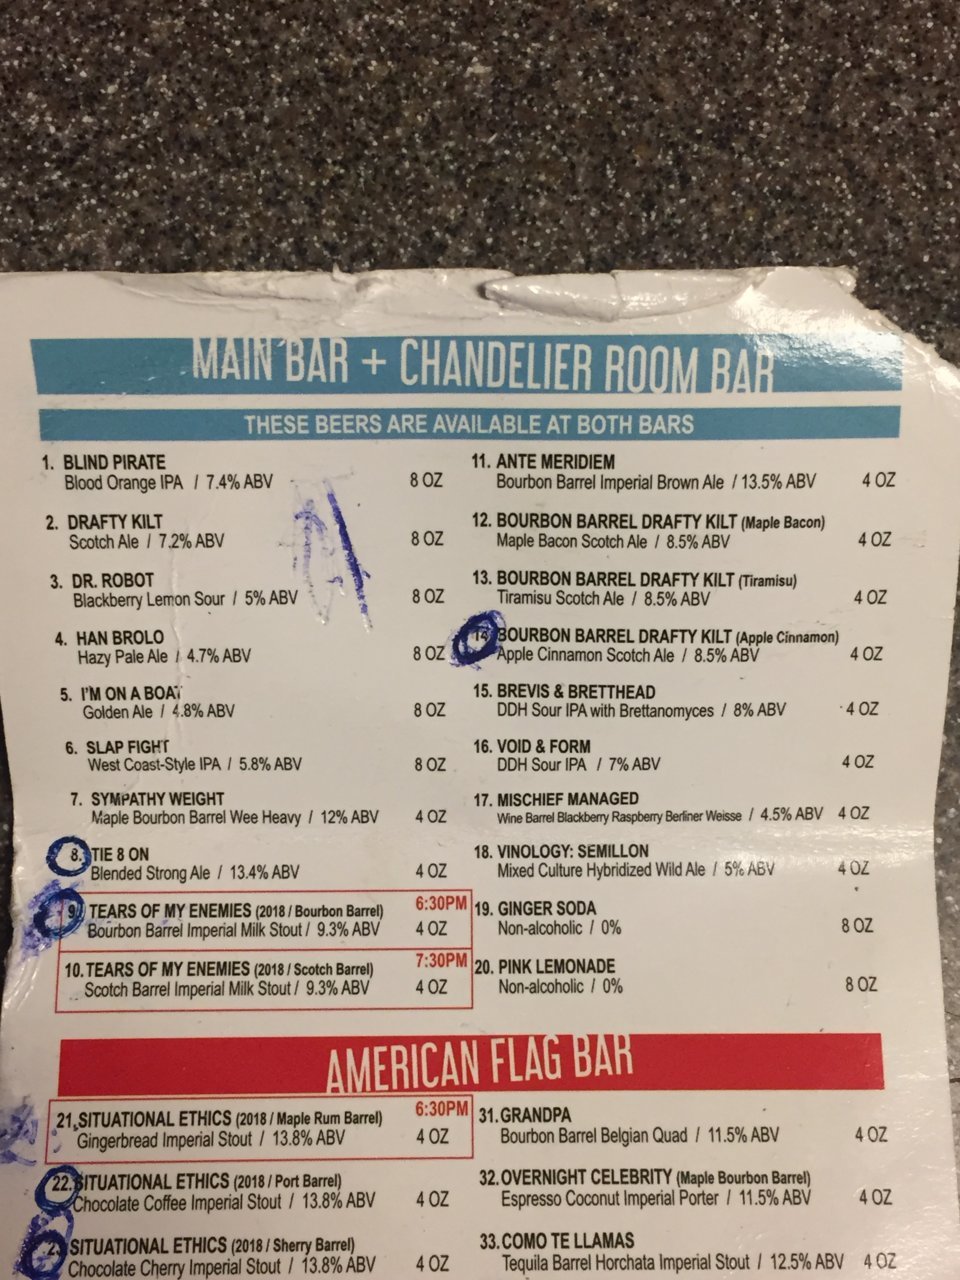 MAIN BAR + CHANDELIER ROOM BAR
THESE BEERS ARE AVAILABLE AT BOTH BARS
1. BLIND PIRATE
Blood Orange IPA / 7.4% ABV 8 OZ
2. DRAFTY KILT
Scotch Ale / 7.2% ABV 8 OZ
3. DR. ROBOT
Blackberry Lemon Sour / 5% ABV 8 OZ
4. HAN BROLO
Hazy Pale Ale / 4.7% ABV 8 OZ
5. I'M ON A BOAT
Golden Ale / 4.8% ABV 8 OZ
6. SLAP FIGHT
West Coast-Style IPA / 5.8% ABV 8 OZ
7. SYMPATHY WEIGHT
Maple Bourbon Barrel Wee Heavy / 12% ABV 4 OZ
8. TIE 8 ON
Blended Strong Ale / 13.4% ABV 4 OZ
9. TEARS OF MY ENEMIES (2018 / Bourbon Barrel) 6:30PM
Bourbon Barrel Imperial Milk Stout / 9.3% ABV 4 OZ
10. TEARS OF MY ENEMIES (2018 / Scotch Barrel) 7:30PM
Scotch Barrel Imperial Milk Stout / 9.3% ABV 4 OZ
11. ANTE MERIDIEM
Bourbon Barrel Imperial Brown Ale / 13.5% ABV 4 OZ
12. BOURBON BARREL DRAFTY KILT (Maple Bacon)
Maple Bacon Scotch Ale / 8.5% ABV 4 OZ
13. BOURBON BARREL DRAFTY KILT (Tiramisu)
Tiramisu Scotch Ale / 8.5% ABV 4 OZ
14. BOURBON BARREL DRAFTY KILT (Apple Cinnamon)
Apple Cinnamon Scotch Ale / 8.5% ABV 4 OZ
15. BREVIS & BRETTHEAD
DDH Sour IPA with Brettanomyces / 8% ABV 4 OZ
16. VOID & FORM
DDH Sour IPA / 7% ABV 4 OZ
17. MISCHIEF MANAGED
Wine Barrel Blackberry Raspberry Berliner Weisse / 4.5% ABV 4 OZ
18. VINOLOGY: SEMILLON
Mixed Culture Hybridized Wild Ale / 5% ABV 4 OZ
19. GINGER SODA
Non-alcoholic / 0% 8 OZ
20. PINK LEMONADE
Non-alcoholic / 0% 8 OZ
AMERICAN FLAG BAR
21. SITUATIONAL ETHICS (2018 / Maple Rum Barrel) 6:30PM
Gingerbread Imperial Stout / 13.8% ABV 4 OZ
22. SITUATIONAL ETHICS (2018 / Port Barrel)
Chocolate Coffee Imperial Stout / 13.8% ABV 4 OZ
23 SITUATIONAL ETHICS (2018 / Sherry Barrel)
Chocolate Cherry Imperial Stout / 13.8% ABV 4 OZ
31. GRANDPA
Bourbon Barrel Belgian Quad / 11.5% ABV 4 OZ
32. OVERNIGHT CELEBRITY (Maple Bourbon Barrel)
Espresso Coconut Imperial Porter / 11.5% ABV 4 OZ
33. COMO TE LLAMAS
Tequila Barrel Horchata Imperial Stout / 12.5% ABV 4 OZ